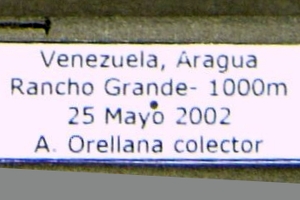 Venezuela, Aragua
Rancho Grande- 1000m
25 Mayo 2002
A. Orellana colector